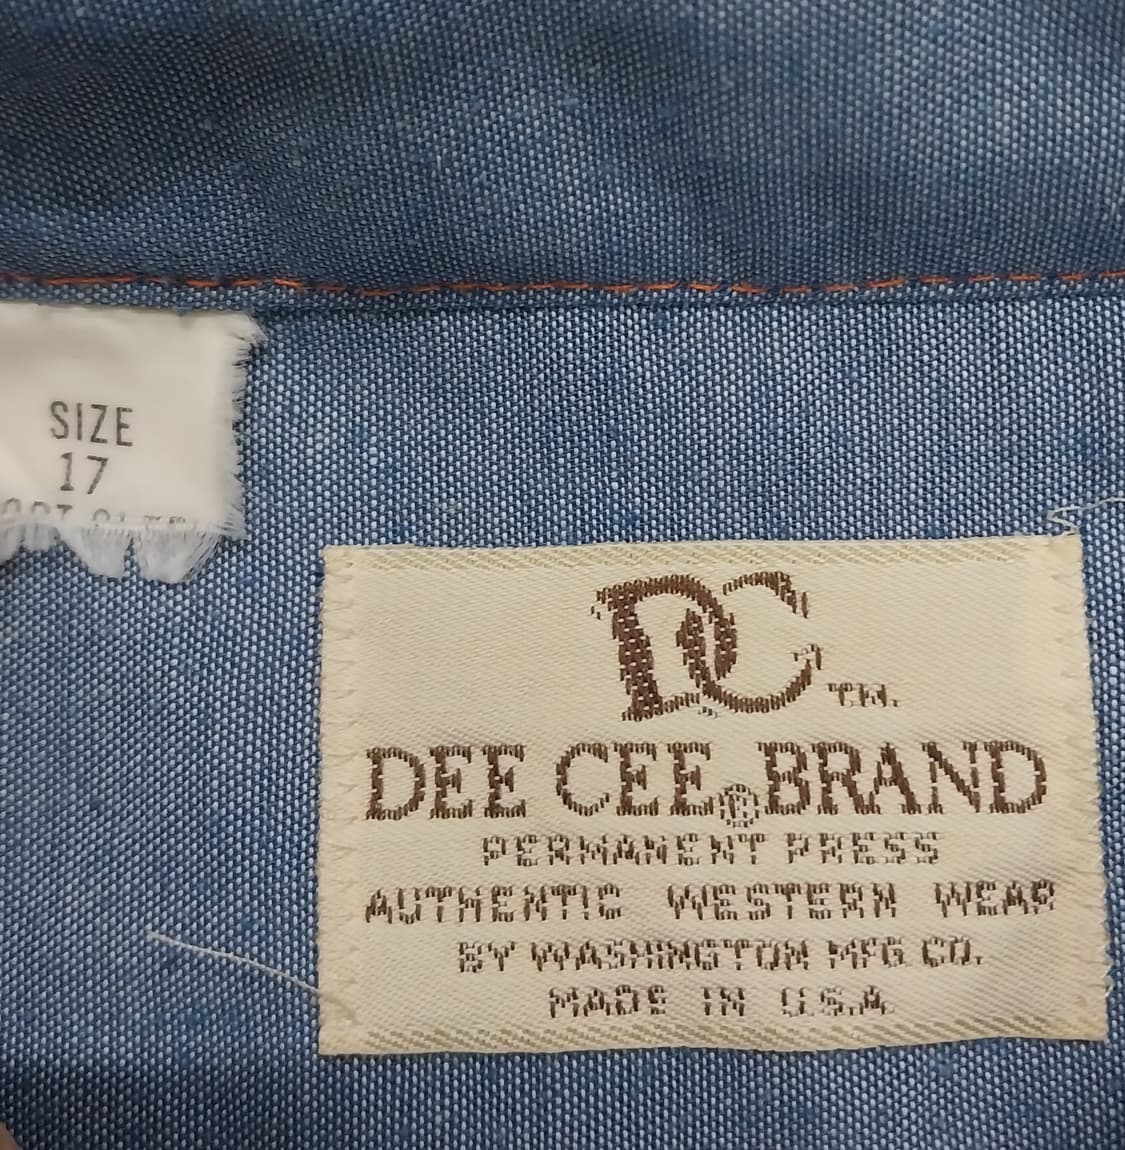 SIZE
17
DC TM.
DEE CEE® BRAND
PERMANENT PRESS
AUTHENTIC WESTERN WEAR
BY WASHINGTON MFG CO.
MADE IN U.S.A.